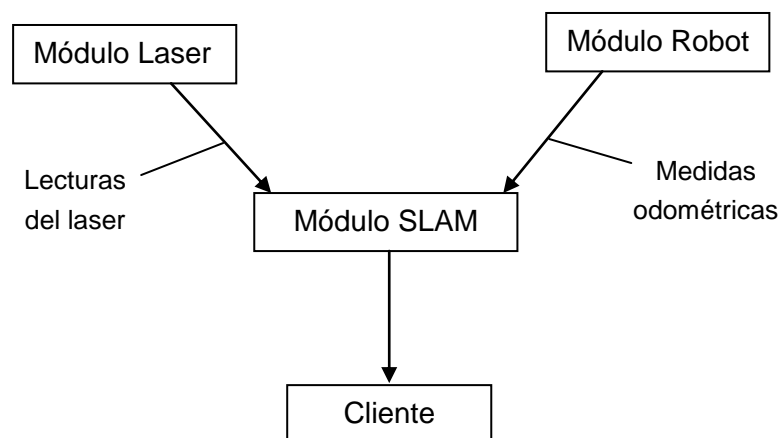 Módulo Laser
Módulo Robot
Lecturas
del laser
Medidas
odométricas
Módulo SLAM
Cliente